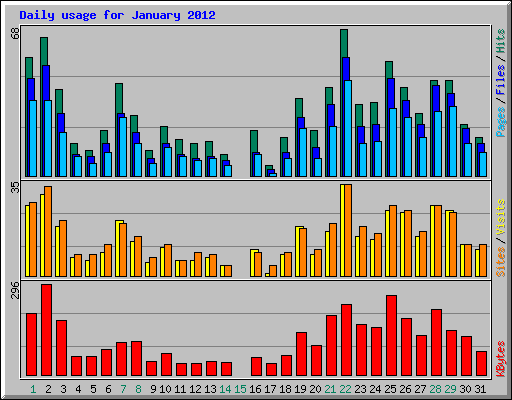 Daily usage for January 2012
68
Pages / Files / Hits
35
Sites / Visits
296
KBytes
1 2 3 4 5 6 7 8 9 10 11 12 13 14 15 16 17 18 19 20 21 22 23 24 25 26 27 28 29 30 31